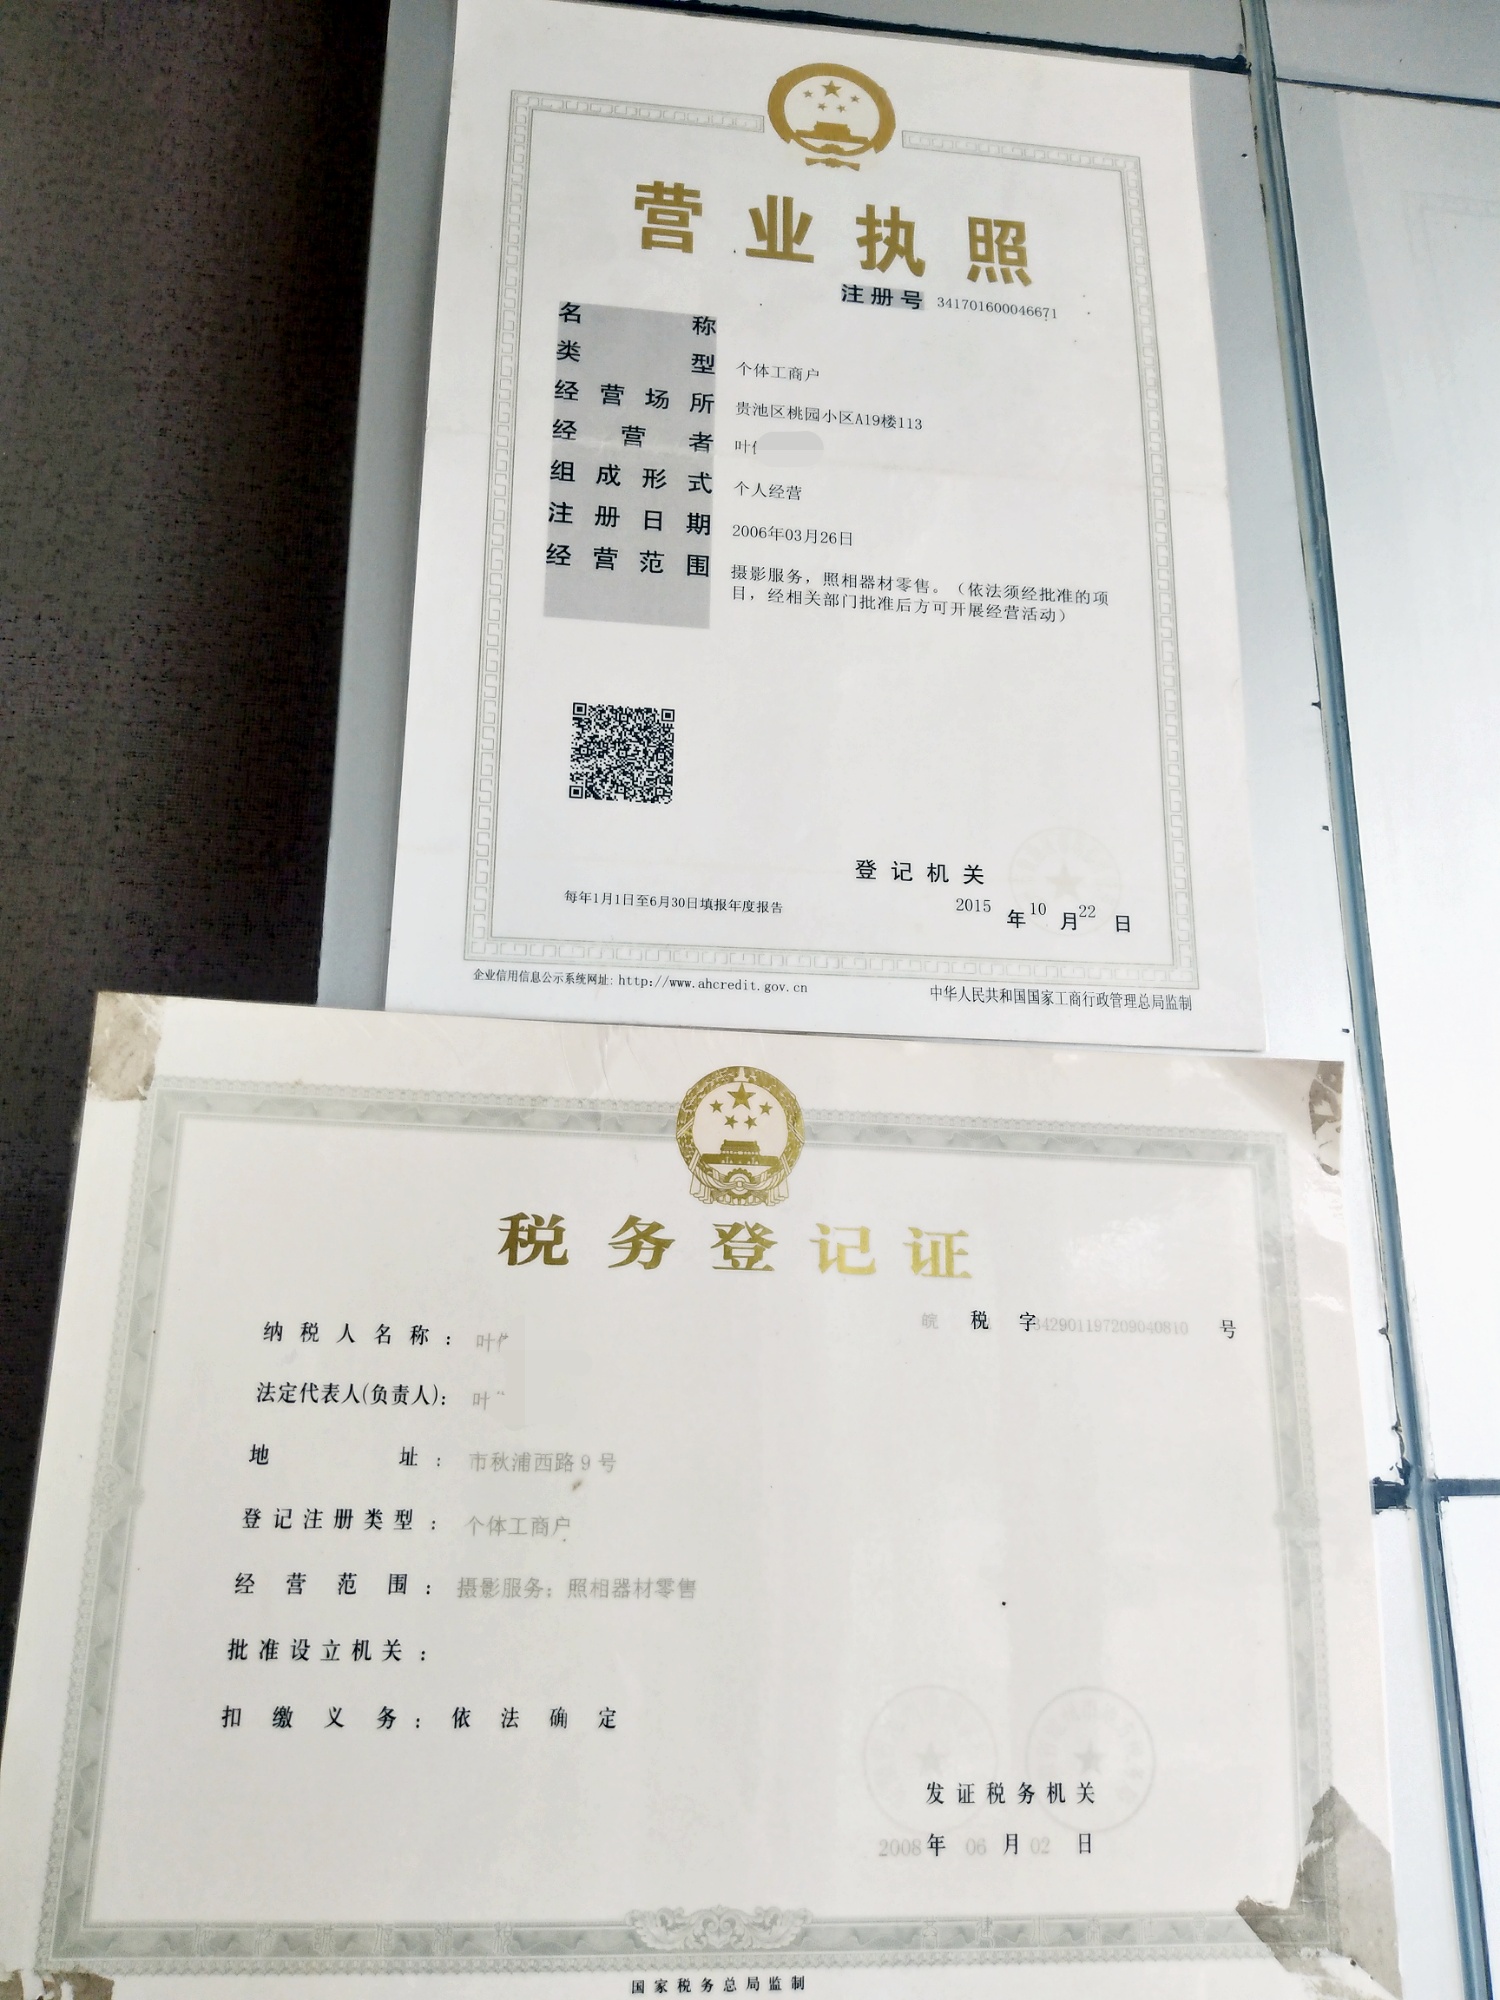 营业执照
注册号 341701600046671
名称
类型 个体工商户
经营场所 贵池区桃园小区A19楼113
经营者 叶
组成形式 个人经营
注册日期 2006年03月26日
经营范围 摄影服务，照相器材零售。（依法须经批准的项
目，经相关部门批准后方可开展经营活动）
登记机关
每年1月1日至6月30日填报年度报告
2015年10月22日
企业信用信息公示系统网址: http://www.ahcredit.gov.cn
中华人民共和国国家工商行政管理总局监制
税务登记证
皖税字342901197209040810号
纳税人名称：叶
法定代表人(负责人)：叶
地址：市秋浦西路9号
登记注册类型：个体工商户
经营范围：摄影服务；照相器材零售
批准设立机关：
扣缴义务：依法确定
发证税务机关
2008年06月02日
国家税务总局监制